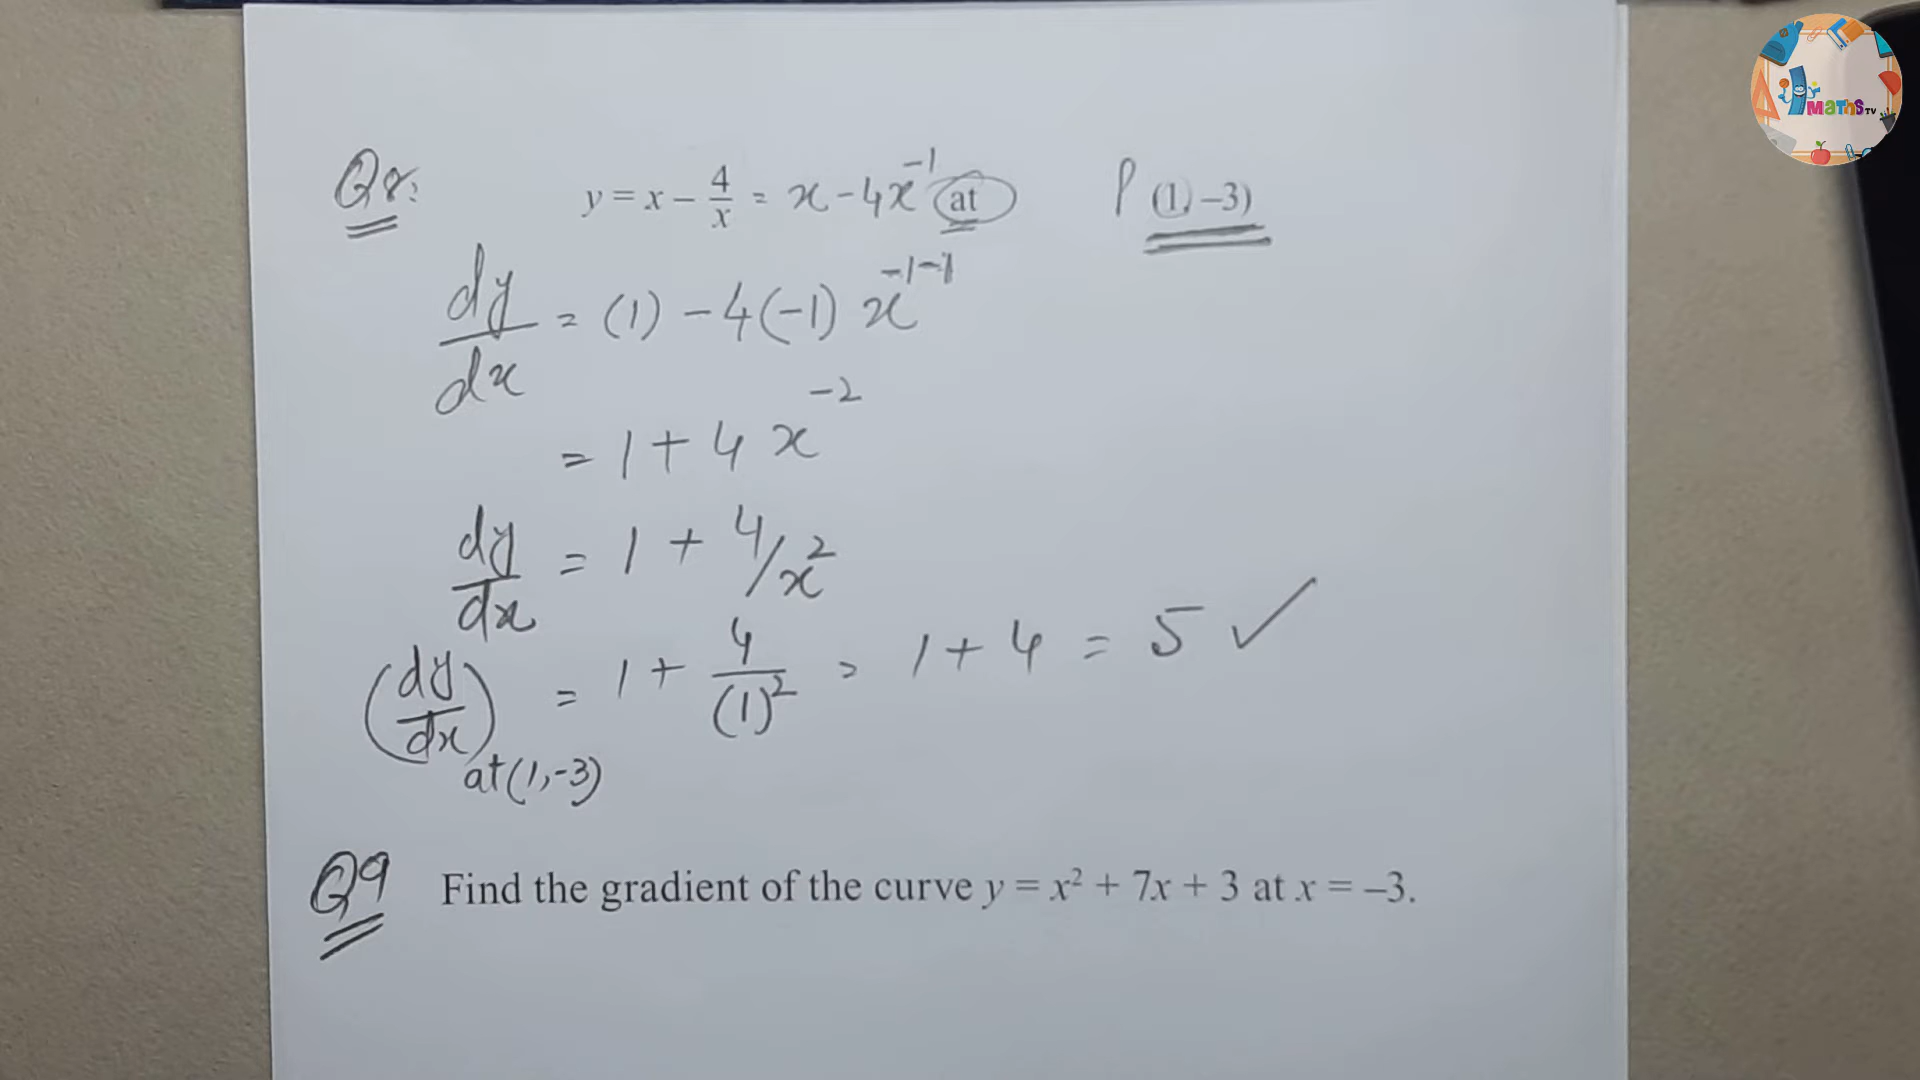 MATHS TV
Q8: y = x – 4/x = x - 4x⁻¹ at P (1, –3)
dy/dx = (1) - 4(-1) x⁻¹⁻¹
= 1 + 4 x⁻²
dy/dx = 1 + 4/x²
(dy/dx) at (1,-3) = 1 + 4/(1)² = 1 + 4 = 5 ✓
Q9 Find the gradient of the curve y = x² + 7x + 3 at x = –3.